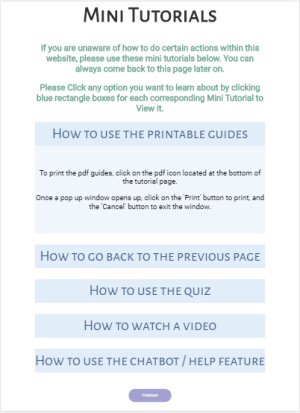 Mini Tutorials
If you are unaware of how to do certain actions within this
website, please use these mini tutorials below. You can
always come back to this page later on.
Please Click any option you want to learn about by clicking
blue rectangle boxes for each corresponding Mini Tutorial to
View it.
How to use the printable guides
To print the pdf guides, click on the pdf icon located at the bottom of
the tutorial page.
Once a pop up window opens up, click on the 'Print' button to print, and
the 'Cancel' button to exit the window.
How to go back to the previous page
How to use the quiz
How to watch a video
How to use the chatbot / help feature
Finished